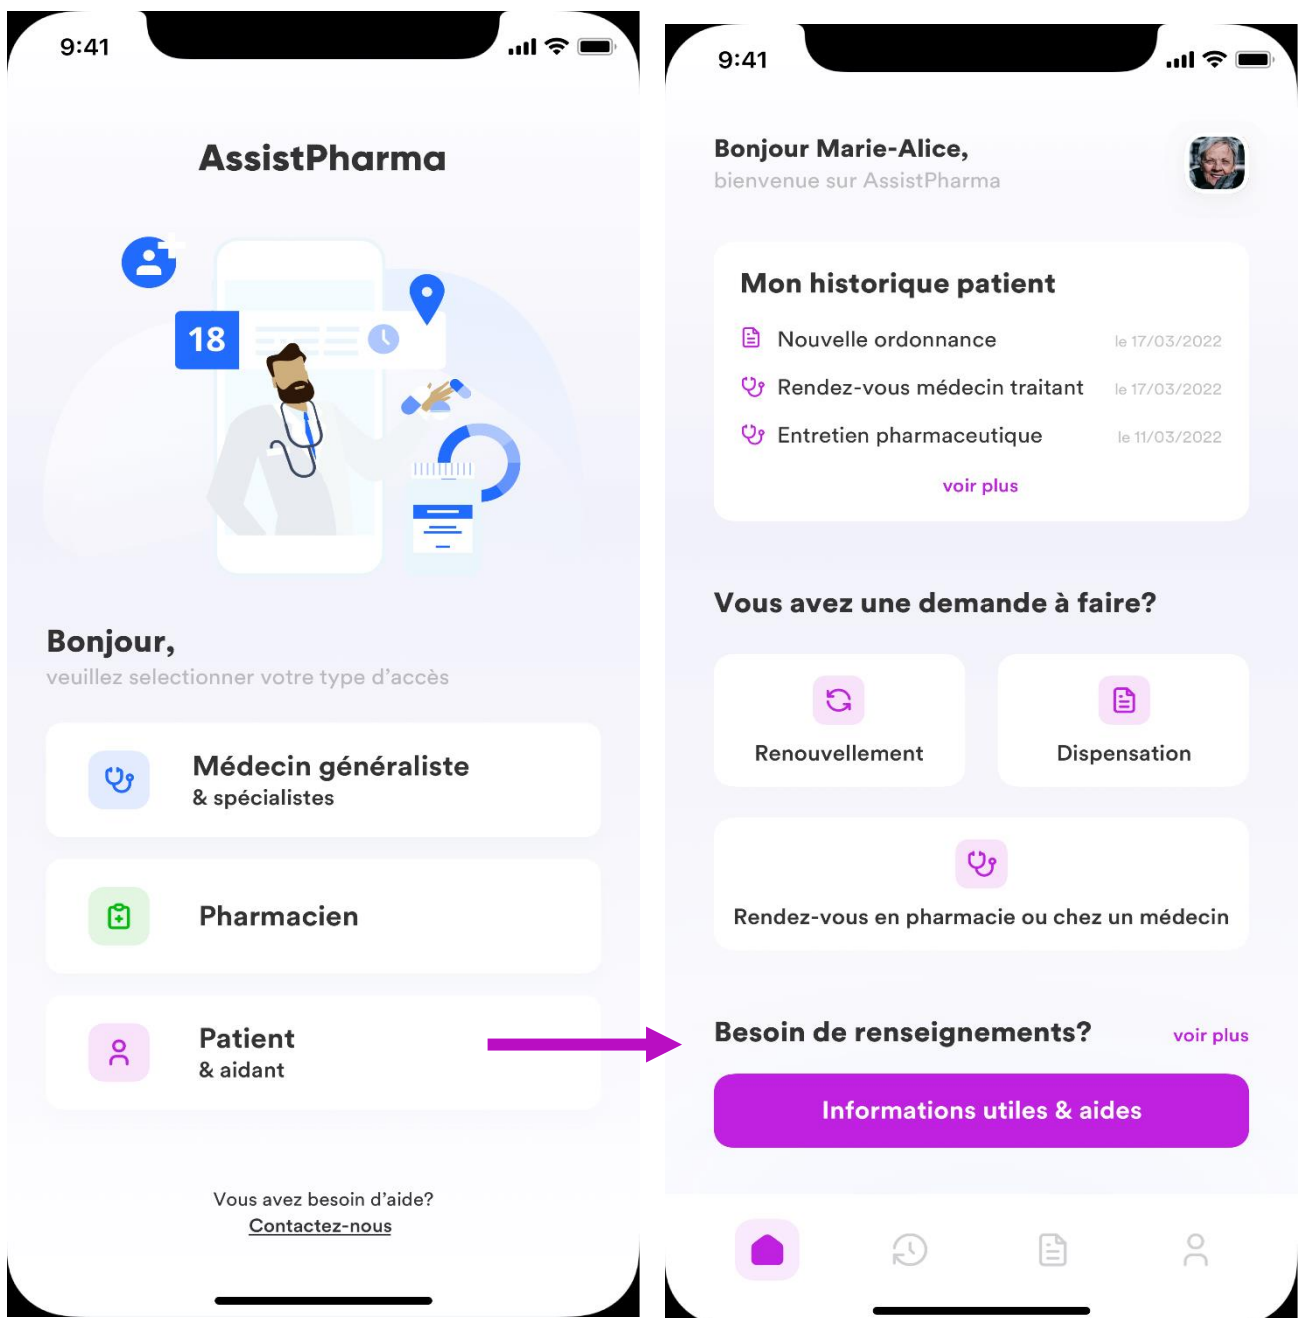 9:41
AssistPharma
18
Bonjour,
veuillez selectionner votre type d'accès
Médecin généraliste
& spécialistes
Pharmacien
Patient
& aidant
Vous avez besoin d'aide?
Contactez-nous
9:41
Bonjour Marie-Alice,
bienvenue sur AssistPharma
Mon historique patient
Nouvelle ordonnance le 17/03/2022
Rendez-vous médecin traitant le 17/03/2022
Entretien pharmaceutique le 11/03/2022
voir plus
Vous avez une demande à faire?
Renouvellement Dispensation
Rendez-vous en pharmacie ou chez un médecin
Besoin de renseignements? voir plus
Informations utiles & aides